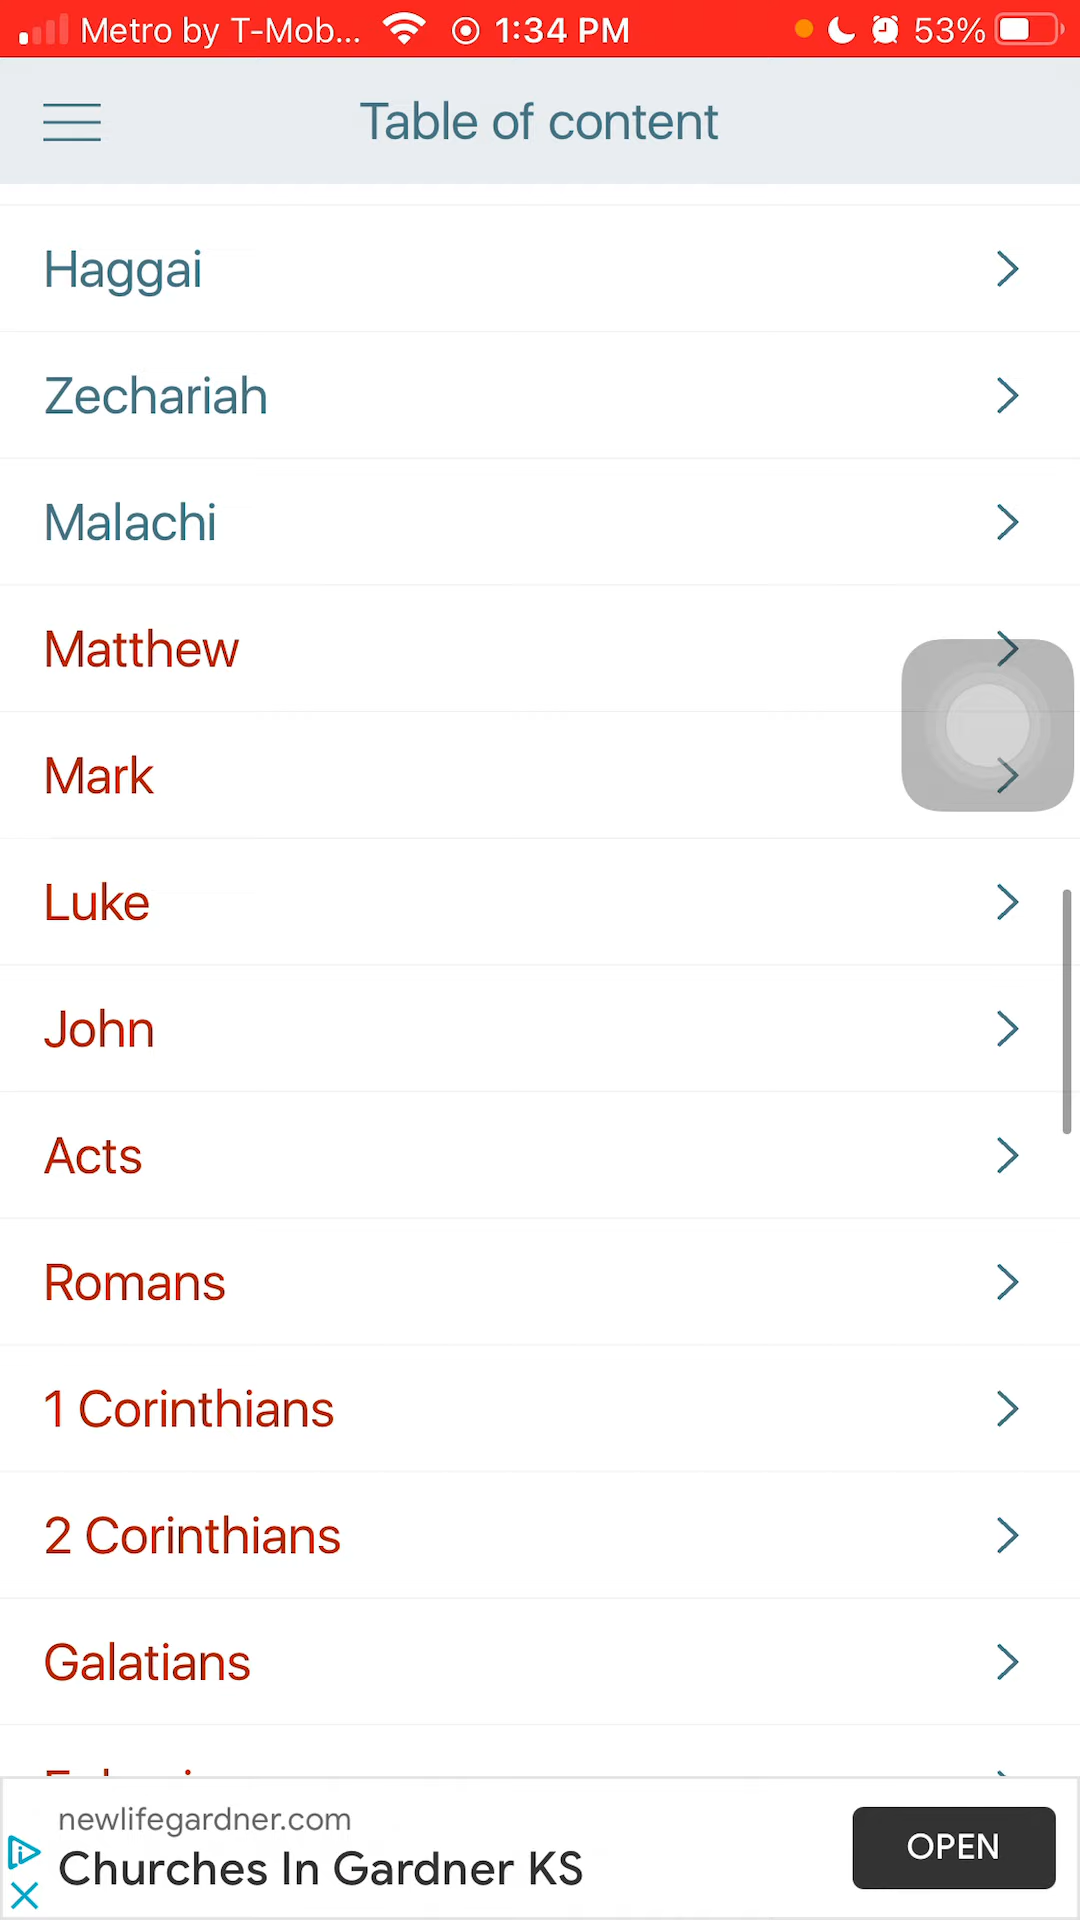 Metro by T-Mob... 1:34 PM 53%
Table of content
Haggai
Zechariah
Malachi
Matthew
Mark
Luke
John
Acts
Romans
1 Corinthians
2 Corinthians
Galatians
newlifegardner.com
Churches In Gardner KS
OPEN